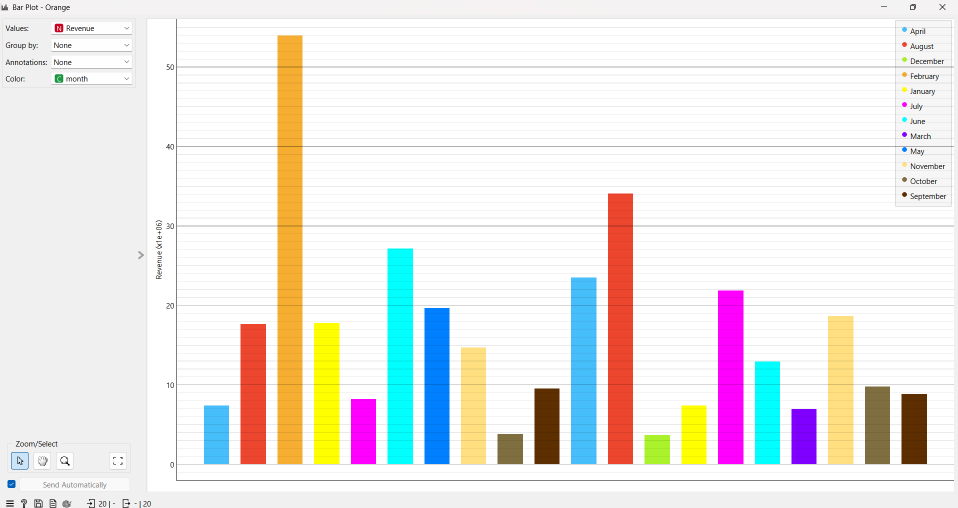 Bar Plot - Orange
Values: N Revenue
Group by: None
Annotations: None
Color: C month
50
40
30
20
10
0
Revenue (x1e+06)
April
August
December
February
January
July
June
March
May
November
October
September
Zoom/Select
Send Automatically
20 | - - | 20